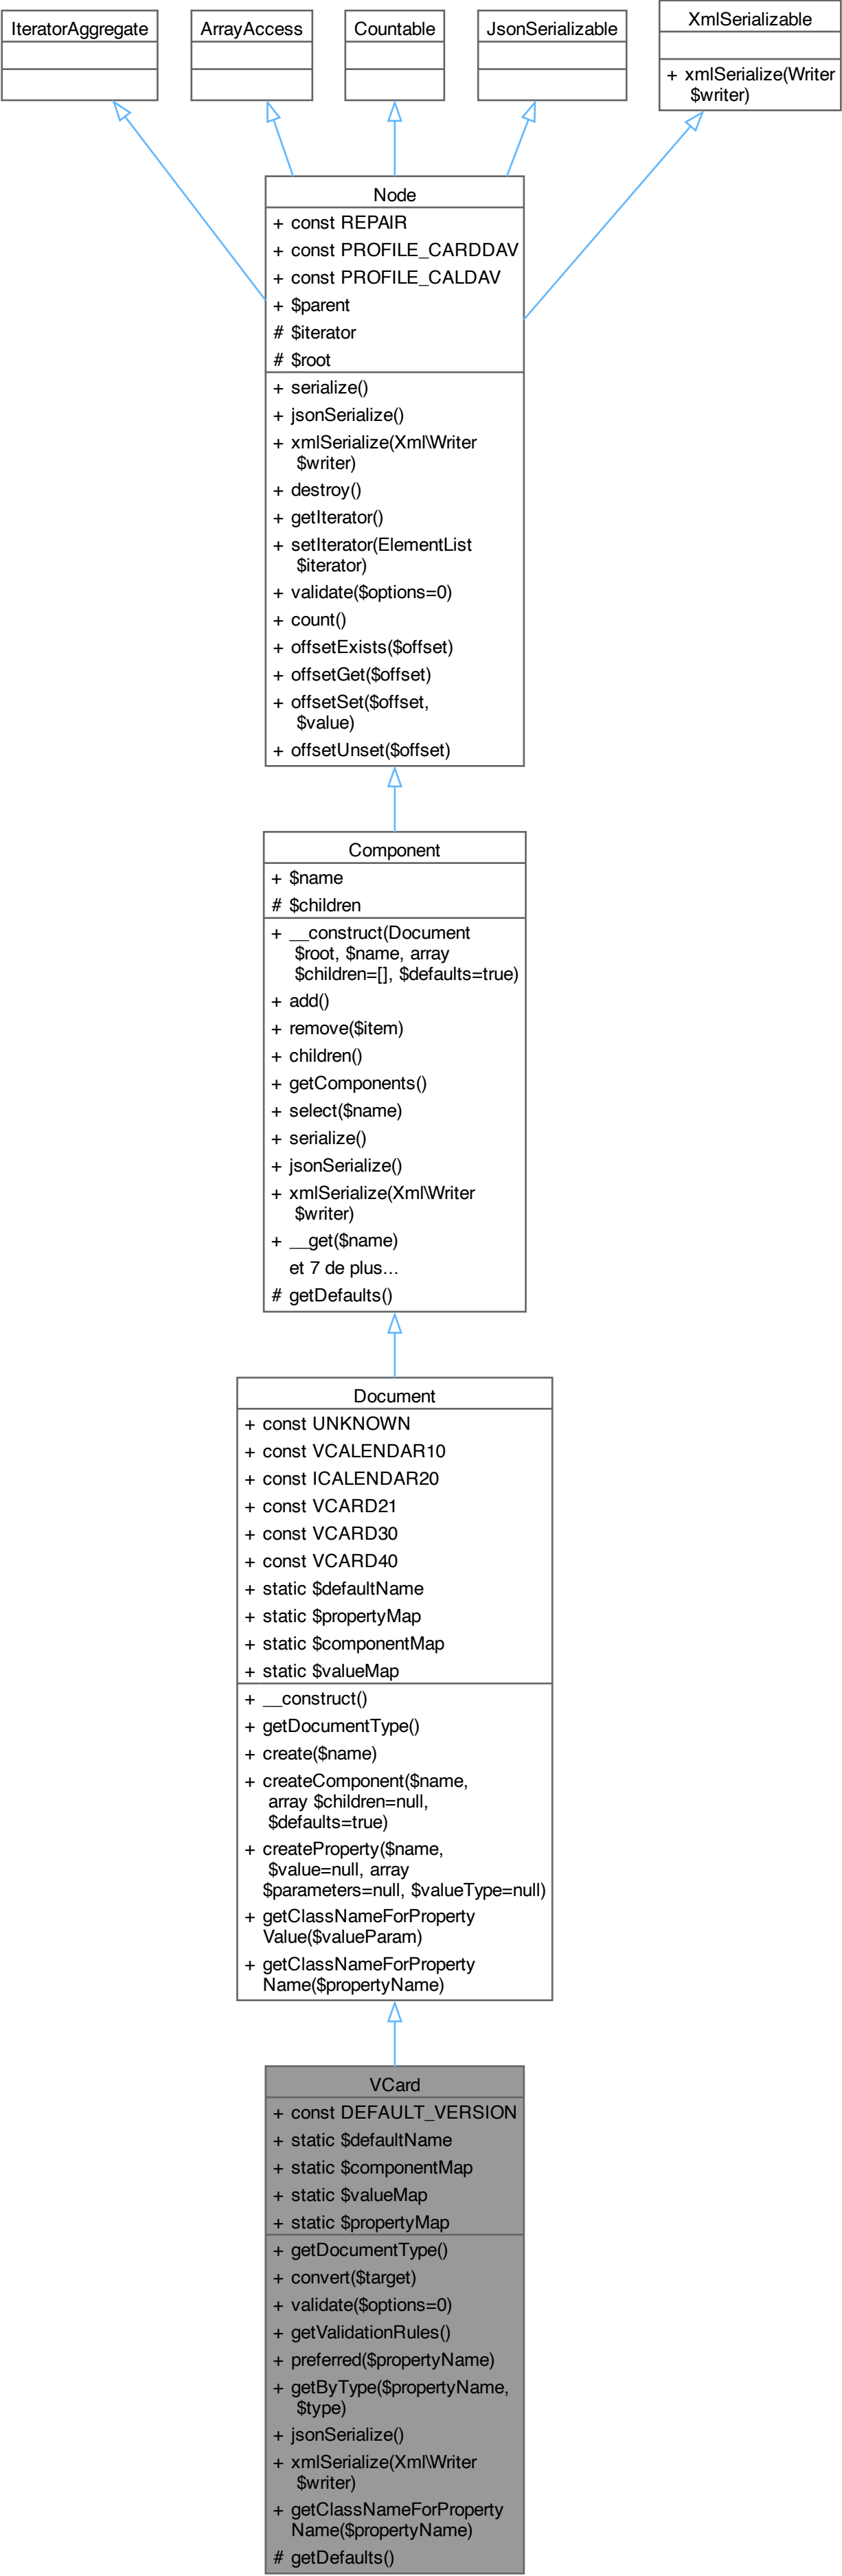 IteratorAggregate
ArrayAccess
Countable
JsonSerializable
XmlSerializable
+ xmlSerialize(Writer
$writer)
Node
+ const REPAIR
+ const PROFILE_CARDDAV
+ const PROFILE_CALDAV
+ $parent
# $iterator
# $root
+ serialize()
+ jsonSerialize()
+ xmlSerialize(Xml\Writer
$writer)
+ destroy()
+ getIterator()
+ setIterator(ElementList
$iterator)
+ validate($options=0)
+ count()
+ offsetExists($offset)
+ offsetGet($offset)
+ offsetSet($offset,
$value)
+ offsetUnset($offset)
Component
+ $name
# $children
+ __construct(Document
$root, $name, array
$children=[], $defaults=true)
+ add()
+ remove($item)
+ children()
+ getComponents()
+ select($name)
+ serialize()
+ jsonSerialize()
+ xmlSerialize(Xml\Writer
$writer)
+ __get($name)
et 7 de plus...
# getDefaults()
Document
+ const UNKNOWN
+ const VCALENDAR10
+ const ICALENDAR20
+ const VCARD21
+ const VCARD30
+ const VCARD40
+ static $defaultName
+ static $propertyMap
+ static $componentMap
+ static $valueMap
+ __construct()
+ getDocumentType()
+ create($name)
+ createComponent($name,
array $children=null,
$defaults=true)
+ createProperty($name,
$value=null, array
$parameters=null, $valueType=null)
+ getClassNameForProperty
Value($valueParam)
+ getClassNameForProperty
Name($propertyName)
VCard
+ const DEFAULT_VERSION
+ static $defaultName
+ static $componentMap
+ static $valueMap
+ static $propertyMap
+ getDocumentType()
+ convert($target)
+ validate($options=0)
+ getValidationRules()
+ preferred($propertyName)
+ getByType($propertyName,
$type)
+ jsonSerialize()
+ xmlSerialize(Xml\Writer
$writer)
+ getClassNameForProperty
Name($propertyName)
# getDefaults()